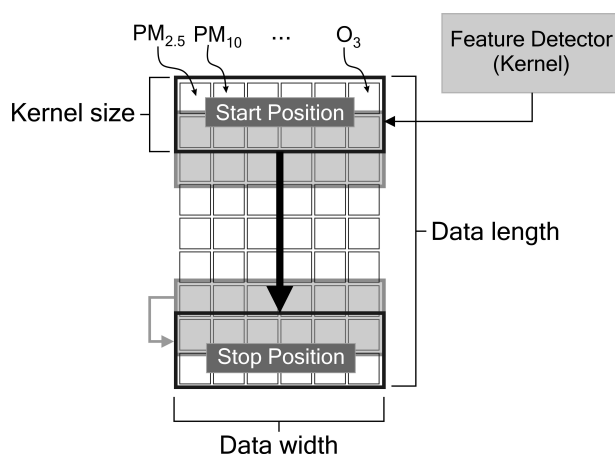 PM2.5 PM10 ... O3
Feature Detector
(Kernel)
Kernel size
Start Position
Data length
Stop Position
Data width